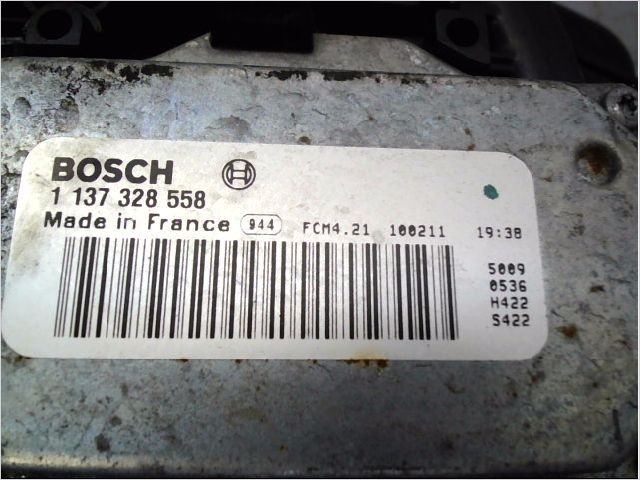 BOSCH
1 137 328 558
Made in France 944 FCM4.21 100211 19:38
5009
0536
H422
S422